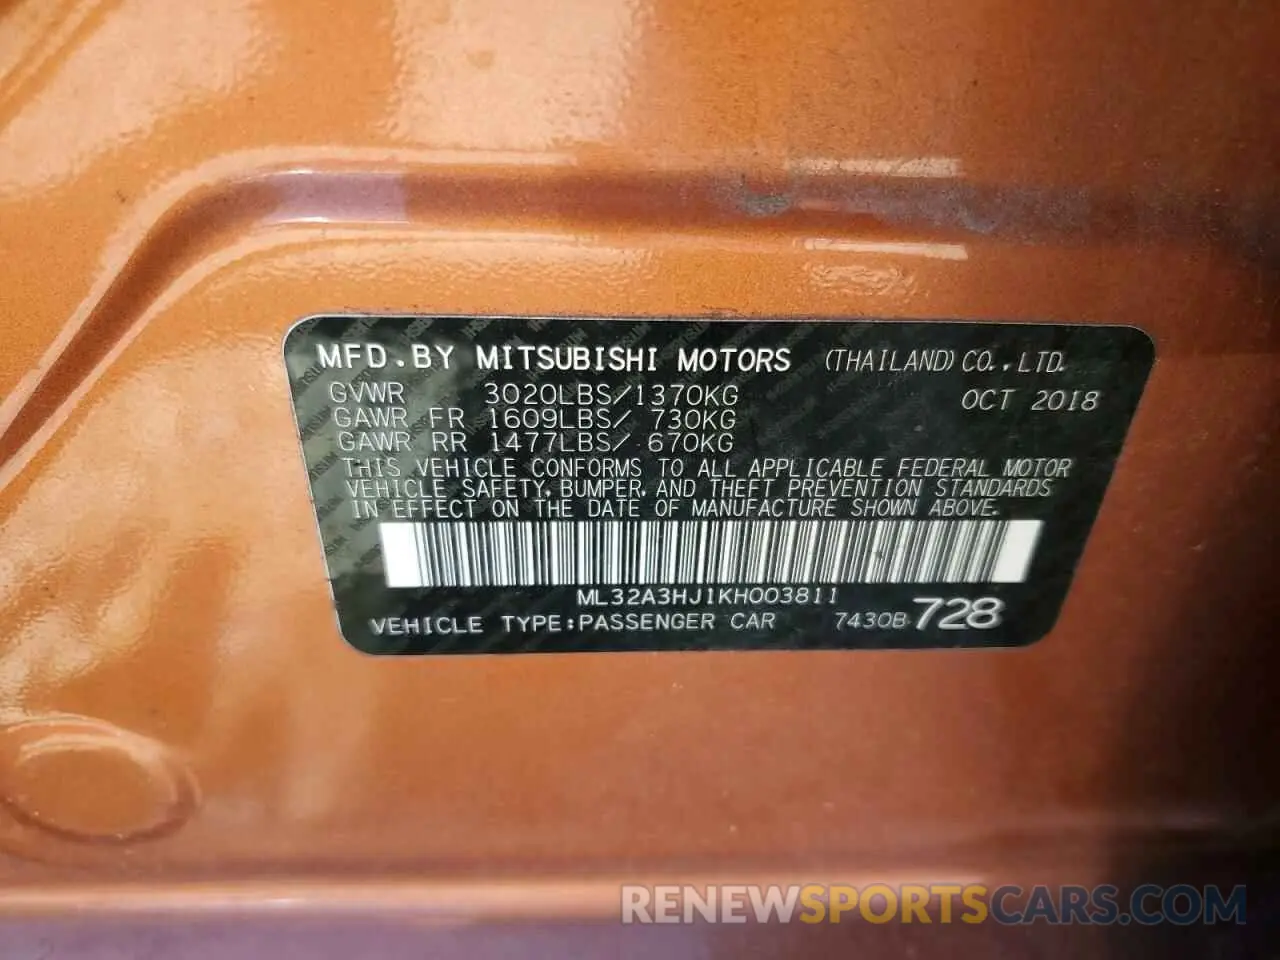 MFD.BY MITSUBISHI MOTORS (THAILAND) CO.,LTD.
GVWR 3020LBS/1370KG OCT 2018
GAWR FR 1609LBS/ 730KG
GAWR RR 1477LBS/ 670KG
THIS VEHICLE CONFORMS TO ALL APPLICABLE FEDERAL MOTOR
VEHICLE SAFETY, BUMPER, AND THEFT PREVENTION STANDARDS
IN EFFECT ON THE DATE OF MANUFACTURE SHOWN ABOVE.
ML32A3HJ1KH003811
VEHICLE TYPE:PASSENGER CAR 7430B 728
RENEWSPORTSCARS.COM